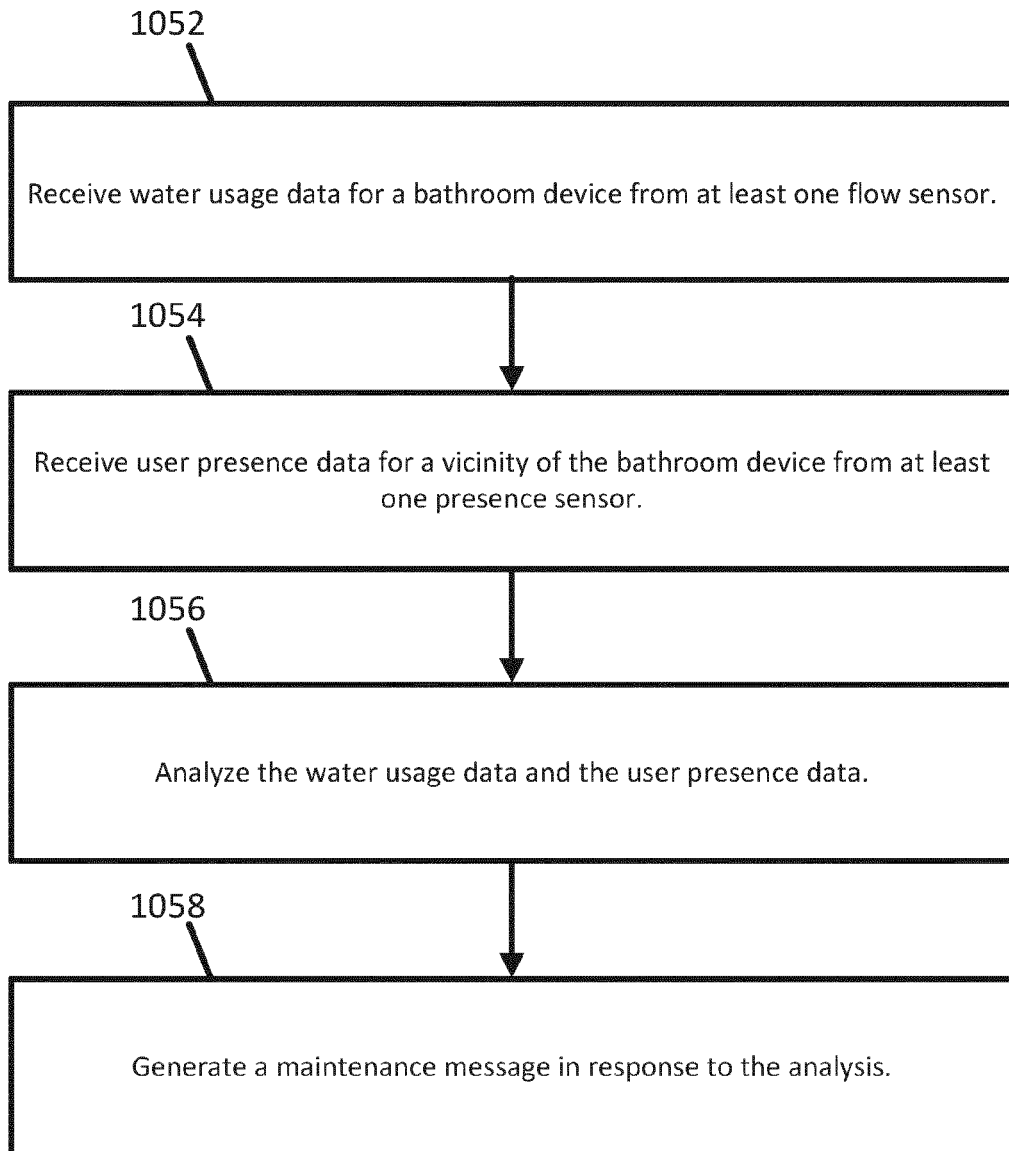 1052
Receive water usage data for a bathroom device from at least one flow sensor.
1054
Receive user presence data for a vicinity of the bathroom device from at least
one presence sensor.
1056
Analyze the water usage data and the user presence data.
1058
Generate a maintenance message in response to the analysis.